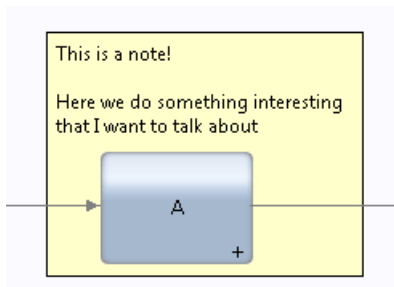 This is a note!
Here we do something interesting
that I want to talk about
A
+